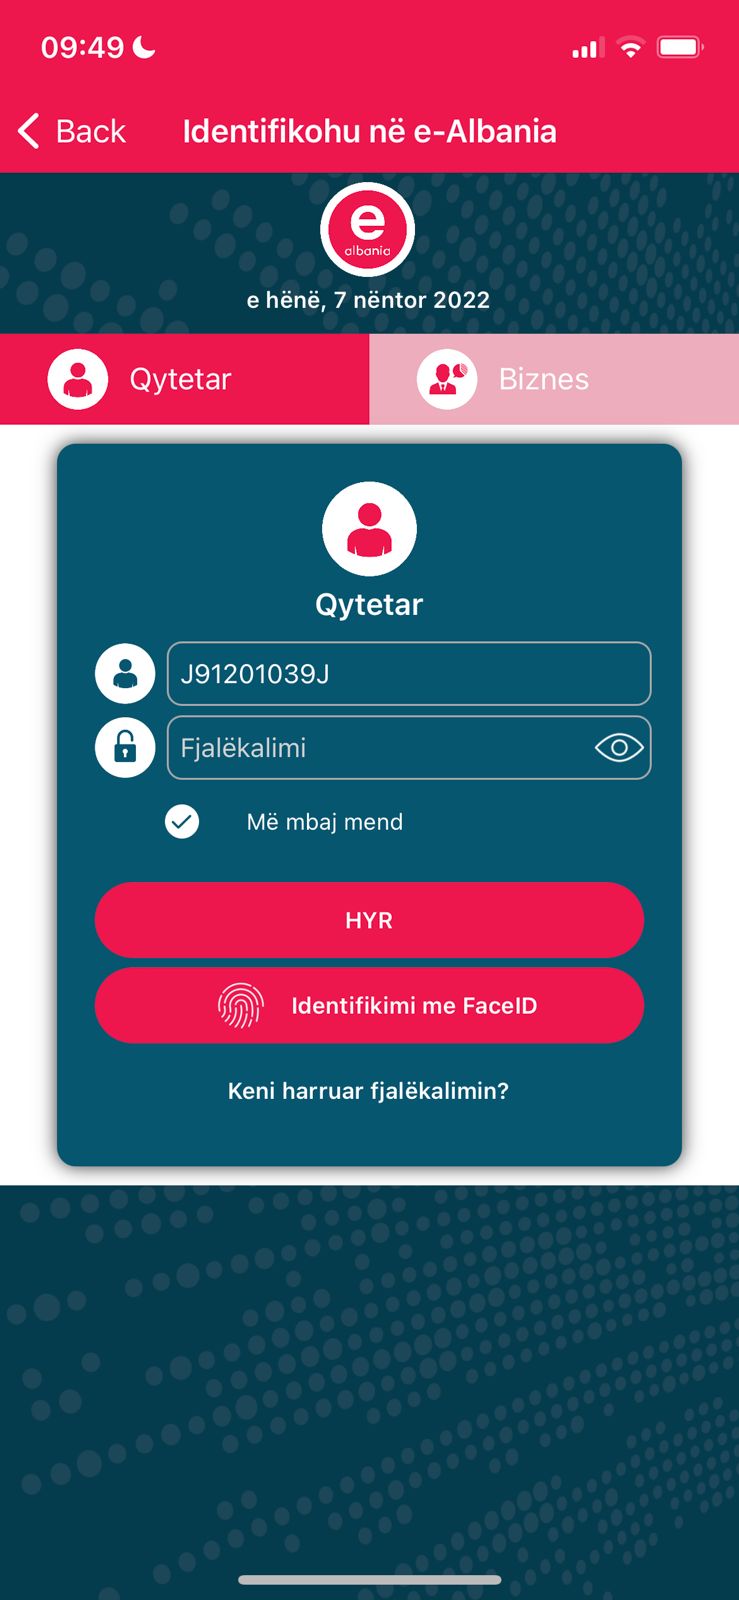 09:49
Back Identifikohu në e-Albania
e
albania
e hënë, 7 nëntor 2022
Qytetar Biznes
Qytetar
J91201039J
Fjalëkalimi
Më mbaj mend
HYR
Identifikimi me FaceID
Keni harruar fjalëkalimin?